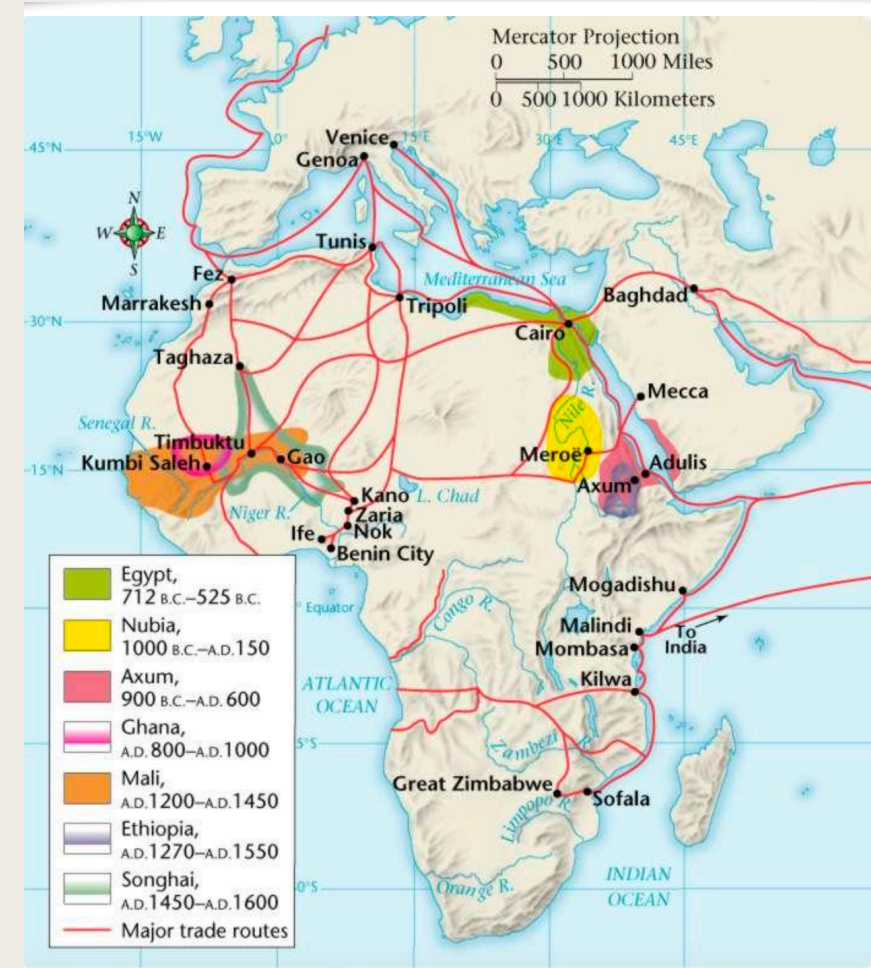 Mercator Projection
0 500 1000 Miles
0 500 1000 Kilometers
15°W
0°
15°E
30°E
45°E
45°N
Venice
Genoa
N
W E
S
Tunis
Fez
Mediterranean Sea
Marrakesh
Tripoli
Baghdad
30°N
Cairo
Taghaza
Mecca
Nile R.
Senegal R.
Timbuktu
Kumbi Saleh
Gao
Meroë
Adulis
15°N
Axum
Kano
L. Chad
Zaria
Niger R.
Ife
Nok
Benin City
Mogadishu
° Equator
Congo R.
Malindi
To
India
Mombasa
Kilwa
ATLANTIC
OCEAN
5°S
Zambezi R.
Great Zimbabwe
Sofala
Limpopo R.
INDIAN
OCEAN
0°S
Orange R.
Egypt,
712 B.C.–525 B.C.
Nubia,
1000 B.C.–A.D.150
Axum,
900 B.C.–A.D. 600
Ghana,
A.D. 800–A.D.1000
Mali,
A.D.1200–A.D.1450
Ethiopia,
A.D.1270–A.D.1550
Songhai,
A.D.1450–A.D.1600
Major trade routes